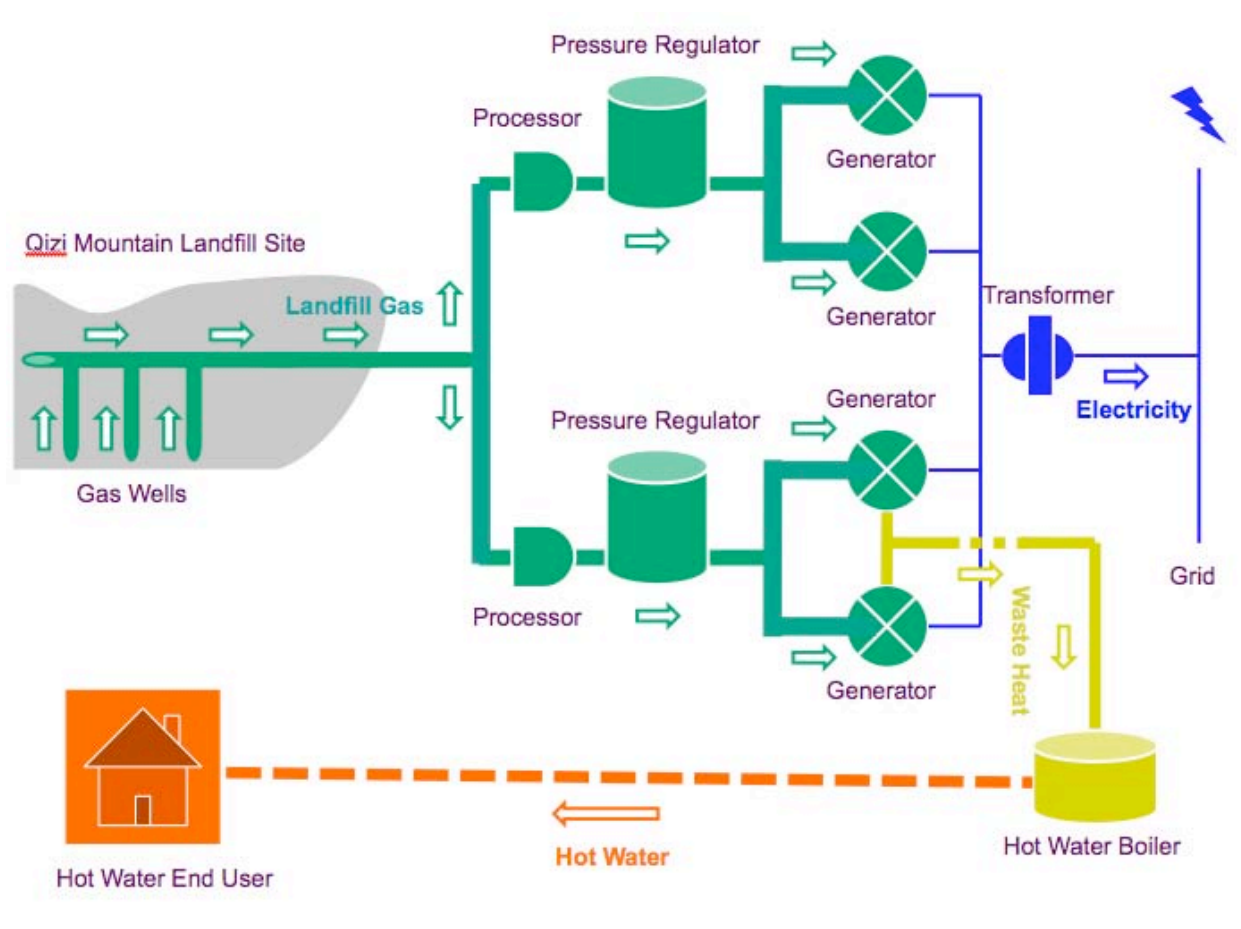 Pressure Regulator
Processor
Generator
Qizi Mountain Landfill Site
Landfill Gas
Generator
Transformer
Generator
Electricity
Pressure Regulator
Gas Wells
Grid
Processor
Waste Heat
Generator
Hot Water Boiler
Hot Water
Hot Water End User